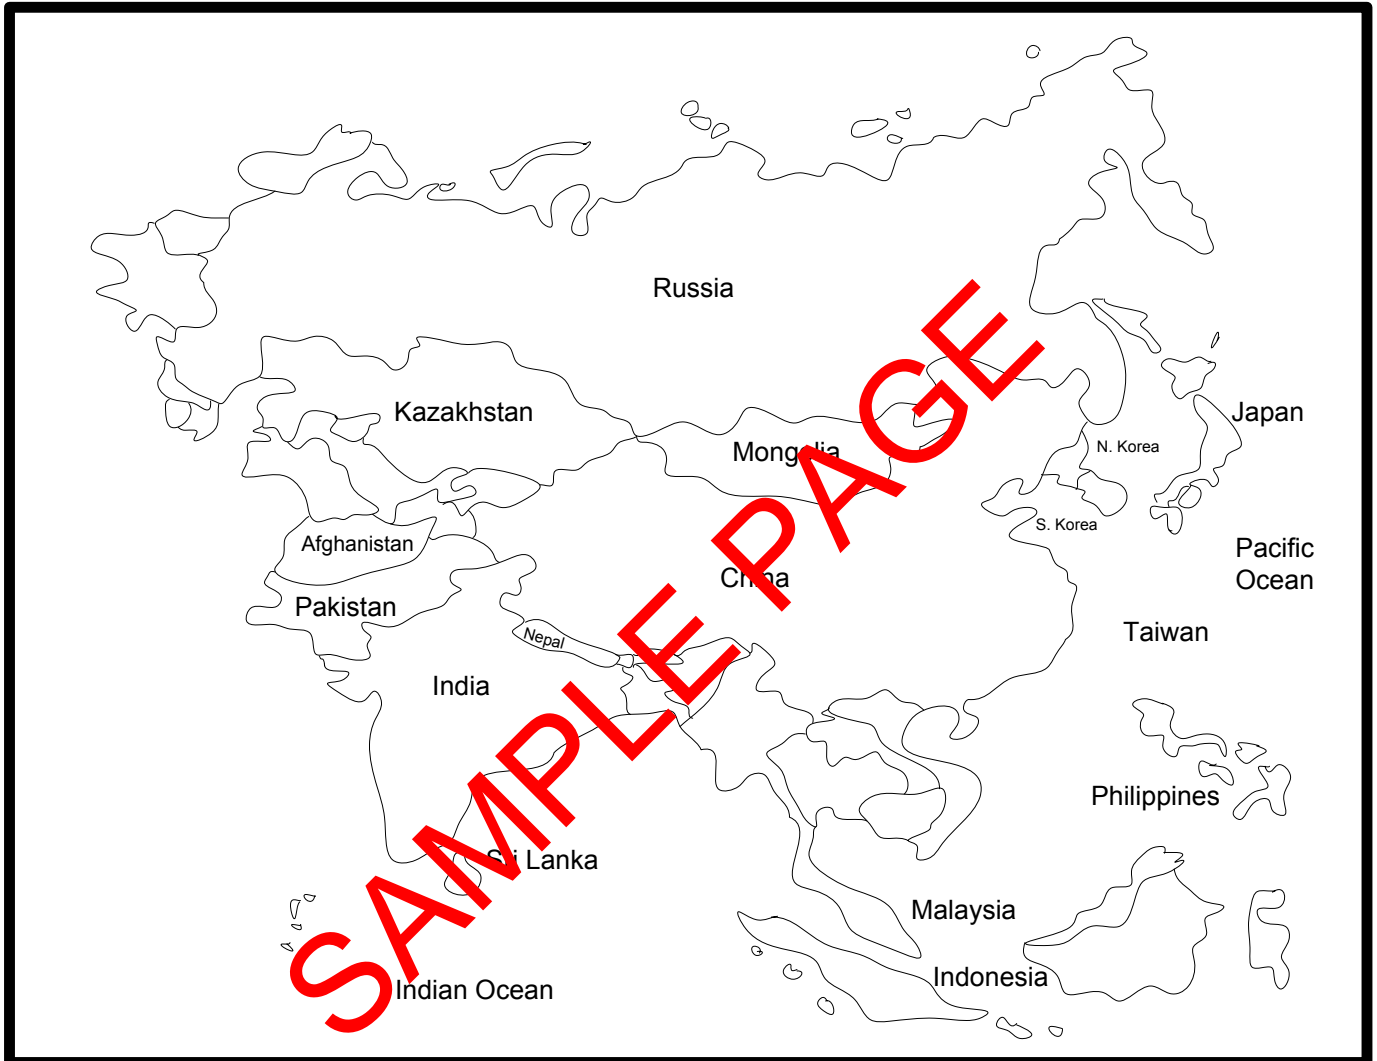 Russia
Kazakhstan
Japan
Mongolia
N. Korea
S. Korea
Afghanistan
Pacific
Ocean
China
Pakistan
Taiwan
Nepal
India
Philippines
Sri Lanka
Malaysia
Indonesia
Indian Ocean
SAMPLE PAGE